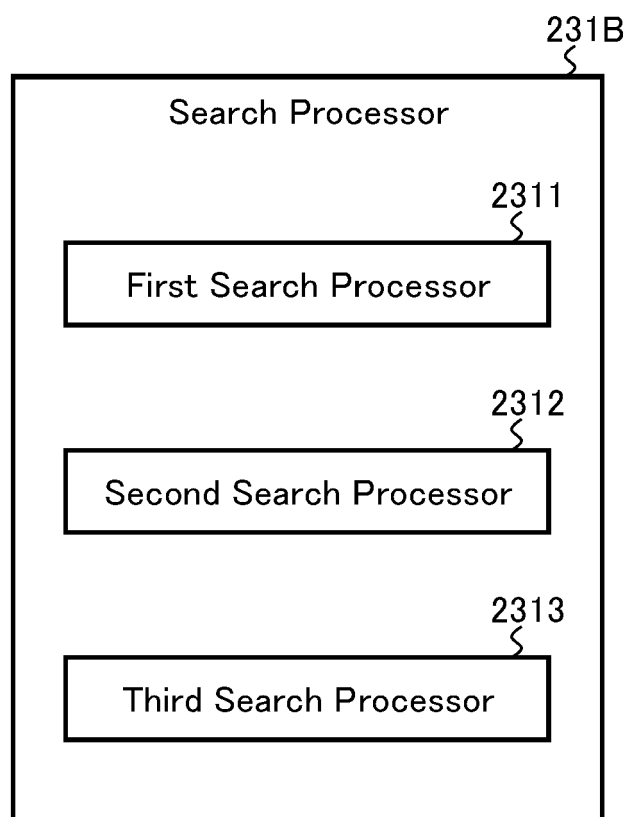 231B
Search Processor
2311
First Search Processor
2312
Second Search Processor
2313
Third Search Processor